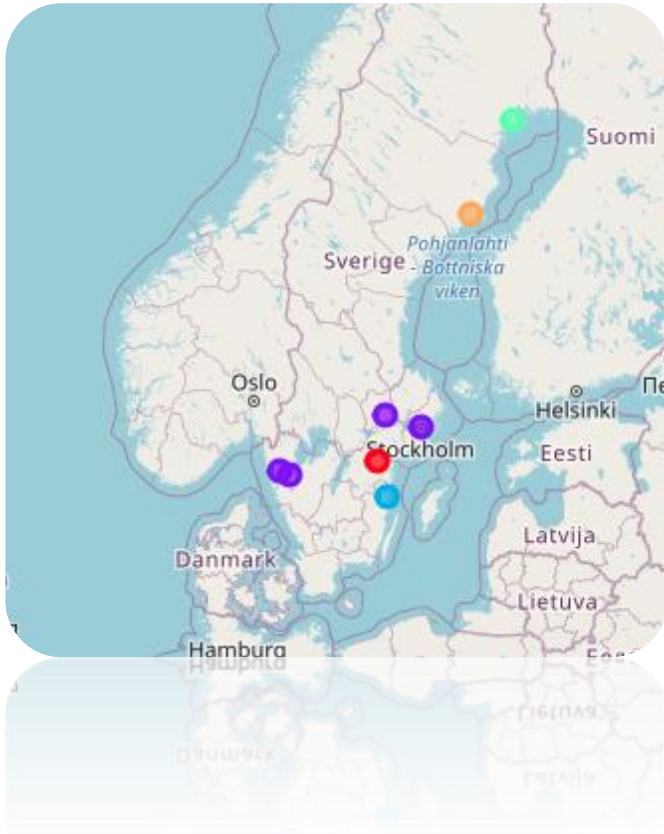 Suomi
Pohjanlahti
- Bottniska
viken
Sverige
Oslo
Helsinki
Stockholm
Eesti
Latvija
Danmark
Lietuva
Hamburg